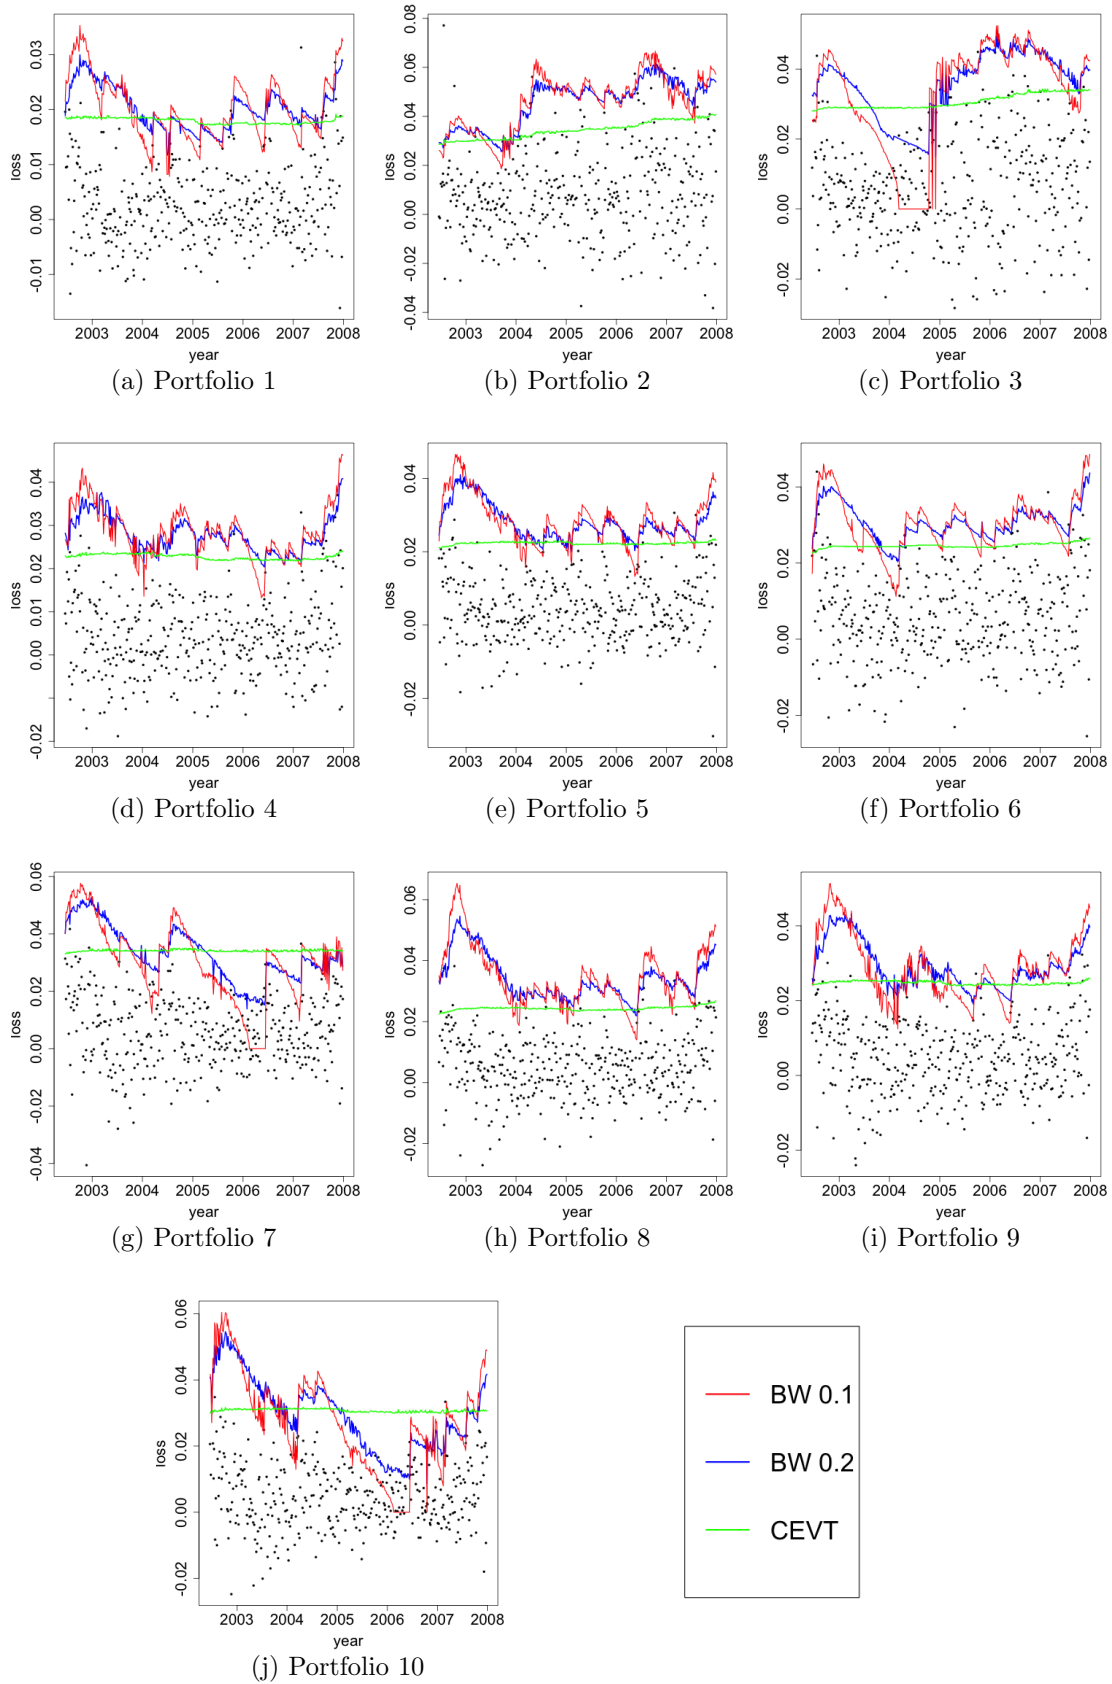 0.03
0.02
0.01
0.00
-0.01
loss
2003 2004 2005 2006 2007 2008
year
(a) Portfolio 1
0.08
0.06
0.04
0.02
0.00
-0.02
-0.04
loss
2003 2004 2005 2006 2007 2008
year
(b) Portfolio 2
0.04
0.02
0.00
-0.02
loss
2003 2004 2005 2006 2007 2008
year
(c) Portfolio 3
0.04
0.03
0.02
0.01
0.00
-0.02
loss
2003 2004 2005 2006 2007 2008
year
(d) Portfolio 4
0.04
0.02
0.00
-0.02
loss
2003 2004 2005 2006 2007 2008
year
(e) Portfolio 5
0.04
0.02
0.00
-0.02
loss
2003 2004 2005 2006 2007 2008
year
(f) Portfolio 6
0.06
0.04
0.02
0.00
-0.02
-0.04
loss
2003 2004 2005 2006 2007 2008
year
(g) Portfolio 7
0.06
0.04
0.02
0.00
-0.02
loss
2003 2004 2005 2006 2007 2008
year
(h) Portfolio 8
0.04
0.02
0.00
-0.02
loss
2003 2004 2005 2006 2007 2008
year
(i) Portfolio 9
0.06
0.04
0.02
0.00
-0.02
loss
2003 2004 2005 2006 2007 2008
year
(j) Portfolio 10
BW 0.1
BW 0.2
CEVT